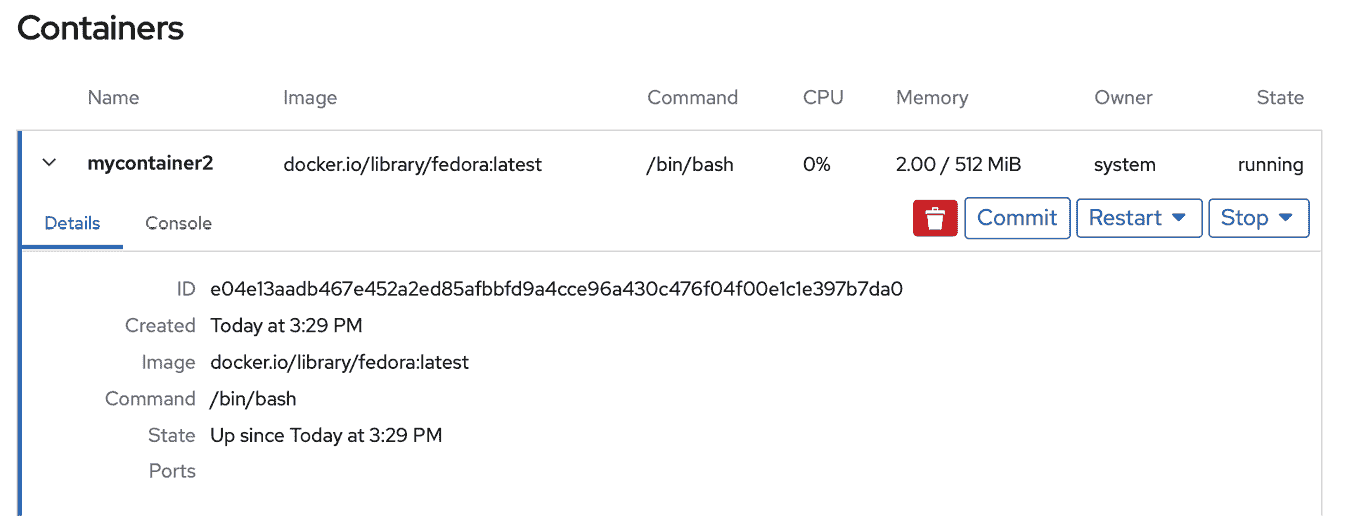 Containers
Name Image Command CPU Memory Owner State
mycontainer2 docker.io/library/fedora:latest /bin/bash 0% 2.00 / 512 MiB system running
Details Console Commit Restart Stop
ID e04e13aadb467e452a2ed85afbbfd9a4cce96a430c476f04f00e1c1e397b7da0
Created Today at 3:29 PM
Image docker.io/library/fedora:latest
Command /bin/bash
State Up since Today at 3:29 PM
Ports